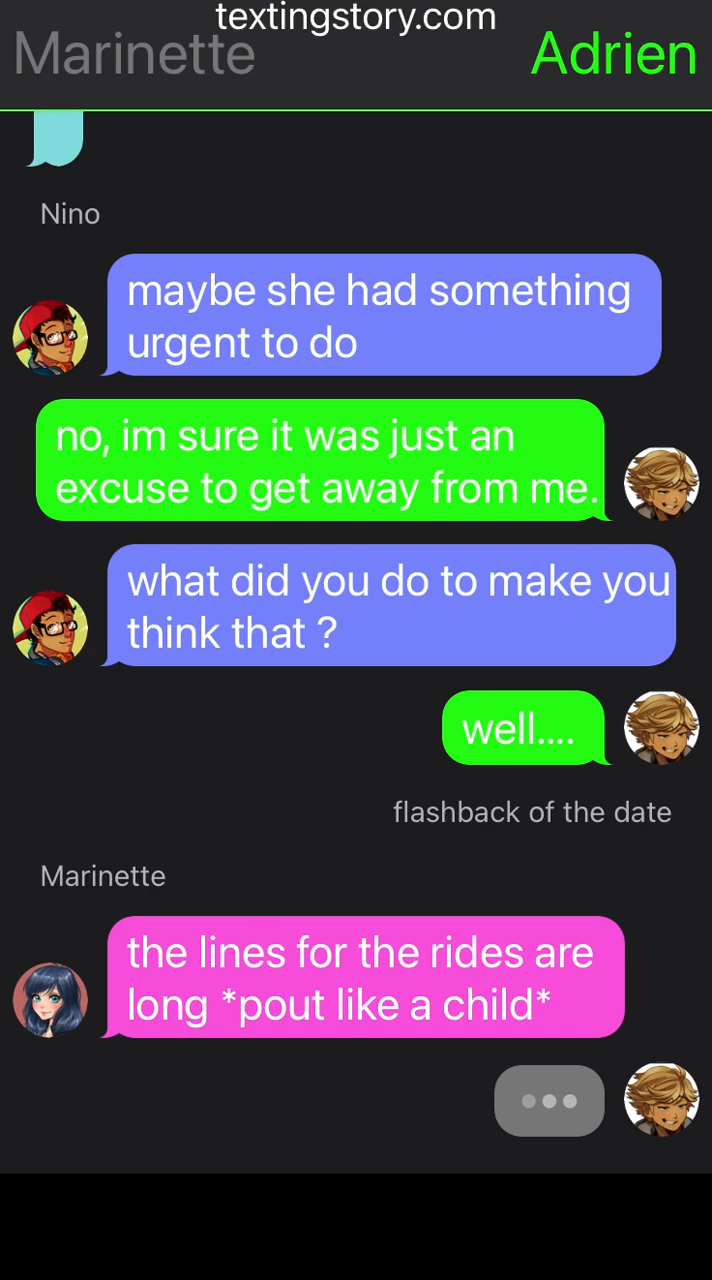 textingstory.com
Marinette
Adrien
Nino
maybe she had something
urgent to do
no, im sure it was just an
excuse to get away from me.
what did you do to make you
think that ?
well....
flashback of the date
Marinette
the lines for the rides are
long *pout like a child*